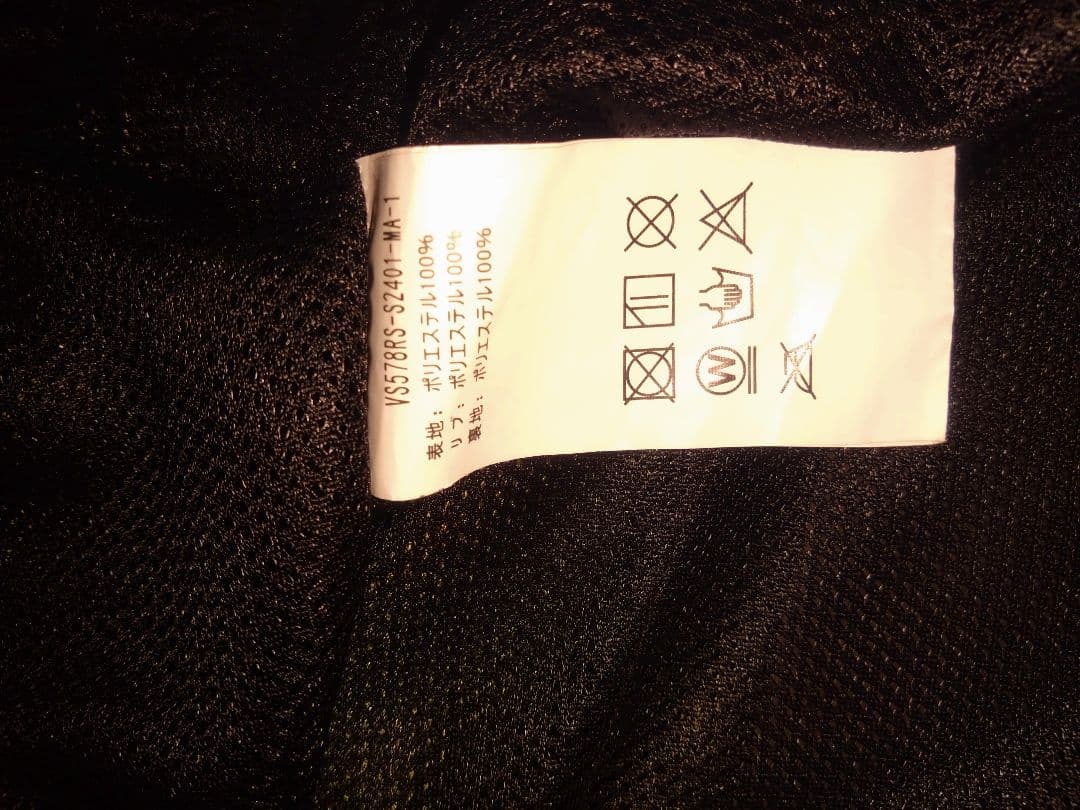 VS578RS-S2401-MA-1
表地: ポリエステル100%
リブ: ポリエステル100%
裏地: ポリエステル100%
W